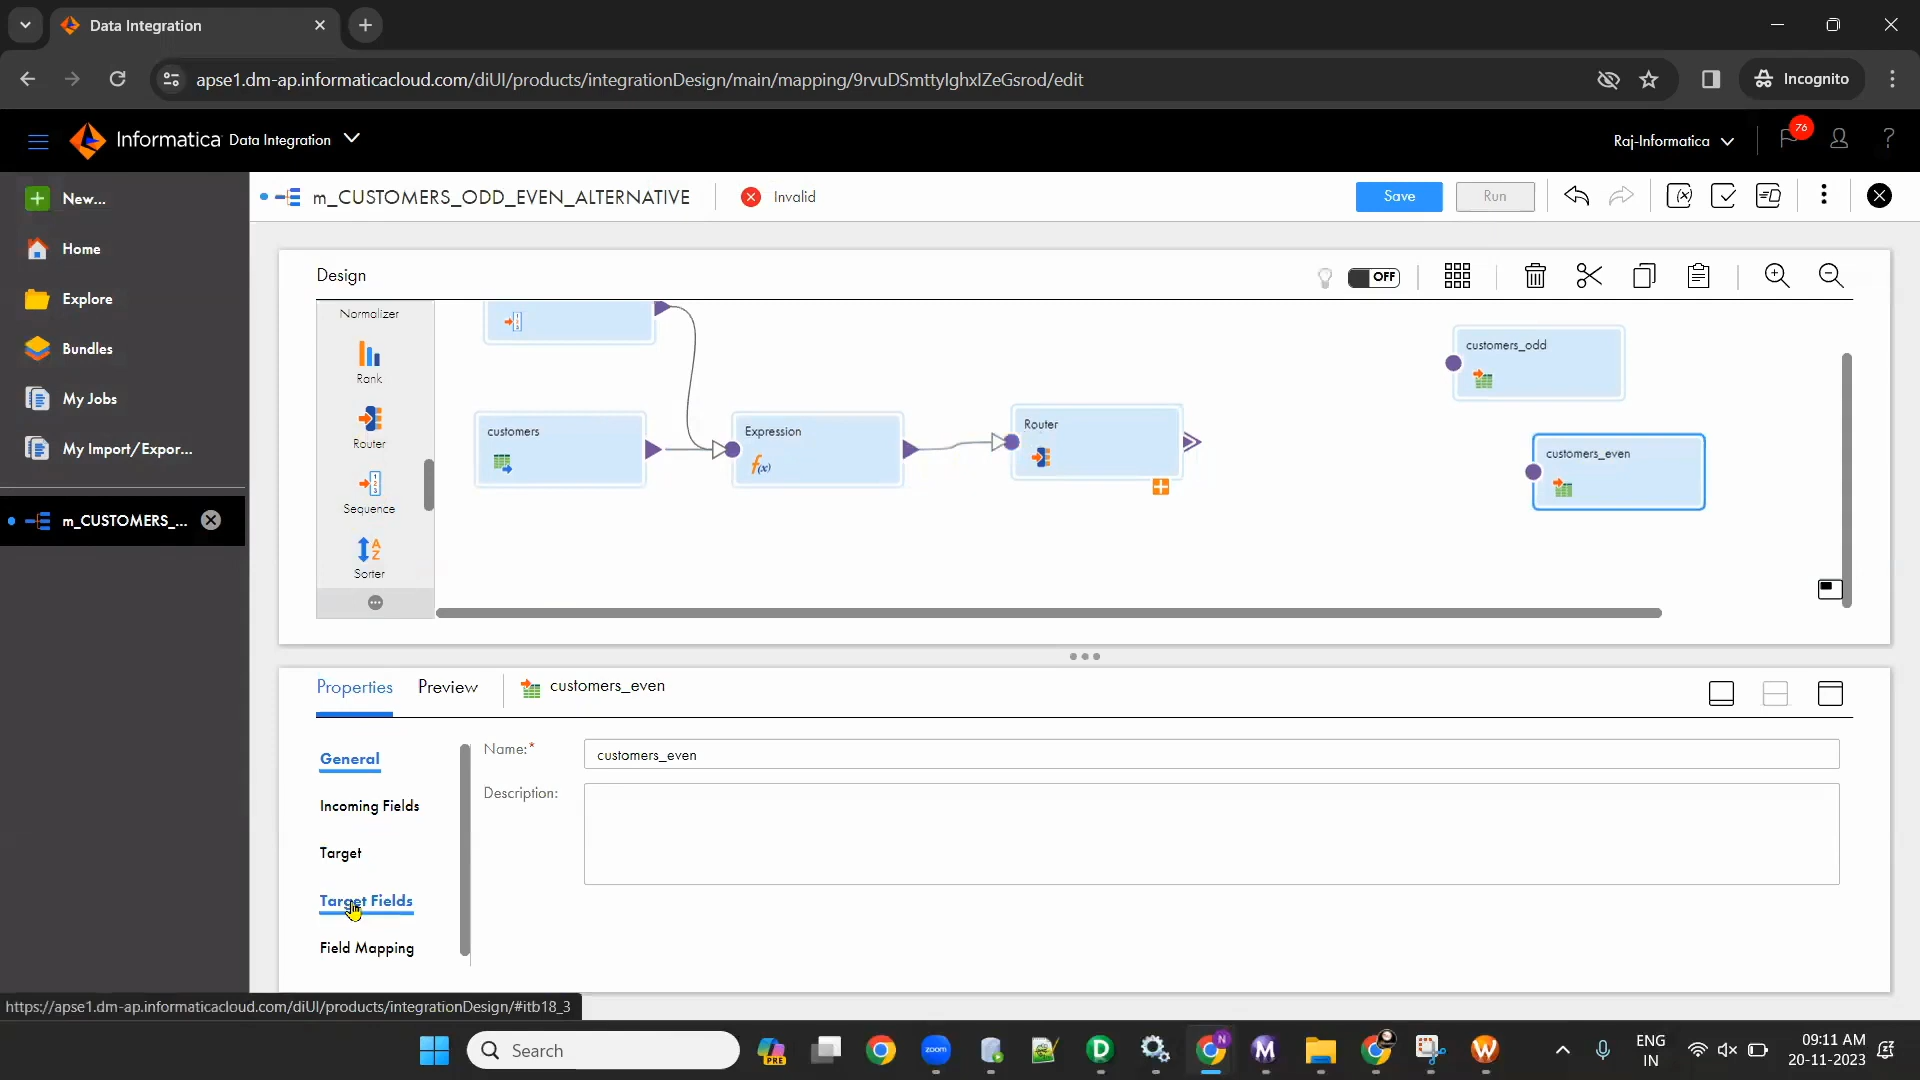 Data Integration
apse1.dm-ap.informaticacloud.com/diUI/products/integrationDesign/main/mapping/9rvuDSmttyIghxIZeGsrod/edit
Incognito
Informatica Data Integration
Raj-Informatica
76
New...
Home
Explore
Bundles
My Jobs
My Import/Expor...
m_CUSTOMERS_...
m_CUSTOMERS_ODD_EVEN_ALTERNATIVE
Invalid
Save
Run
Design
OFF
Normalizer
Rank
Router
Sequence
Sorter
customers
Expression
f(x)
Router
customers_odd
customers_even
Properties
Preview
customers_even
General
Incoming Fields
Target
Target Fields
Field Mapping
Name:*
customers_even
Description:
https://apse1.dm-ap.informaticacloud.com/diUI/products/integrationDesign/#itb18_3
Search
PRE
zoom
ENG
IN
09:11 AM
20-11-2023